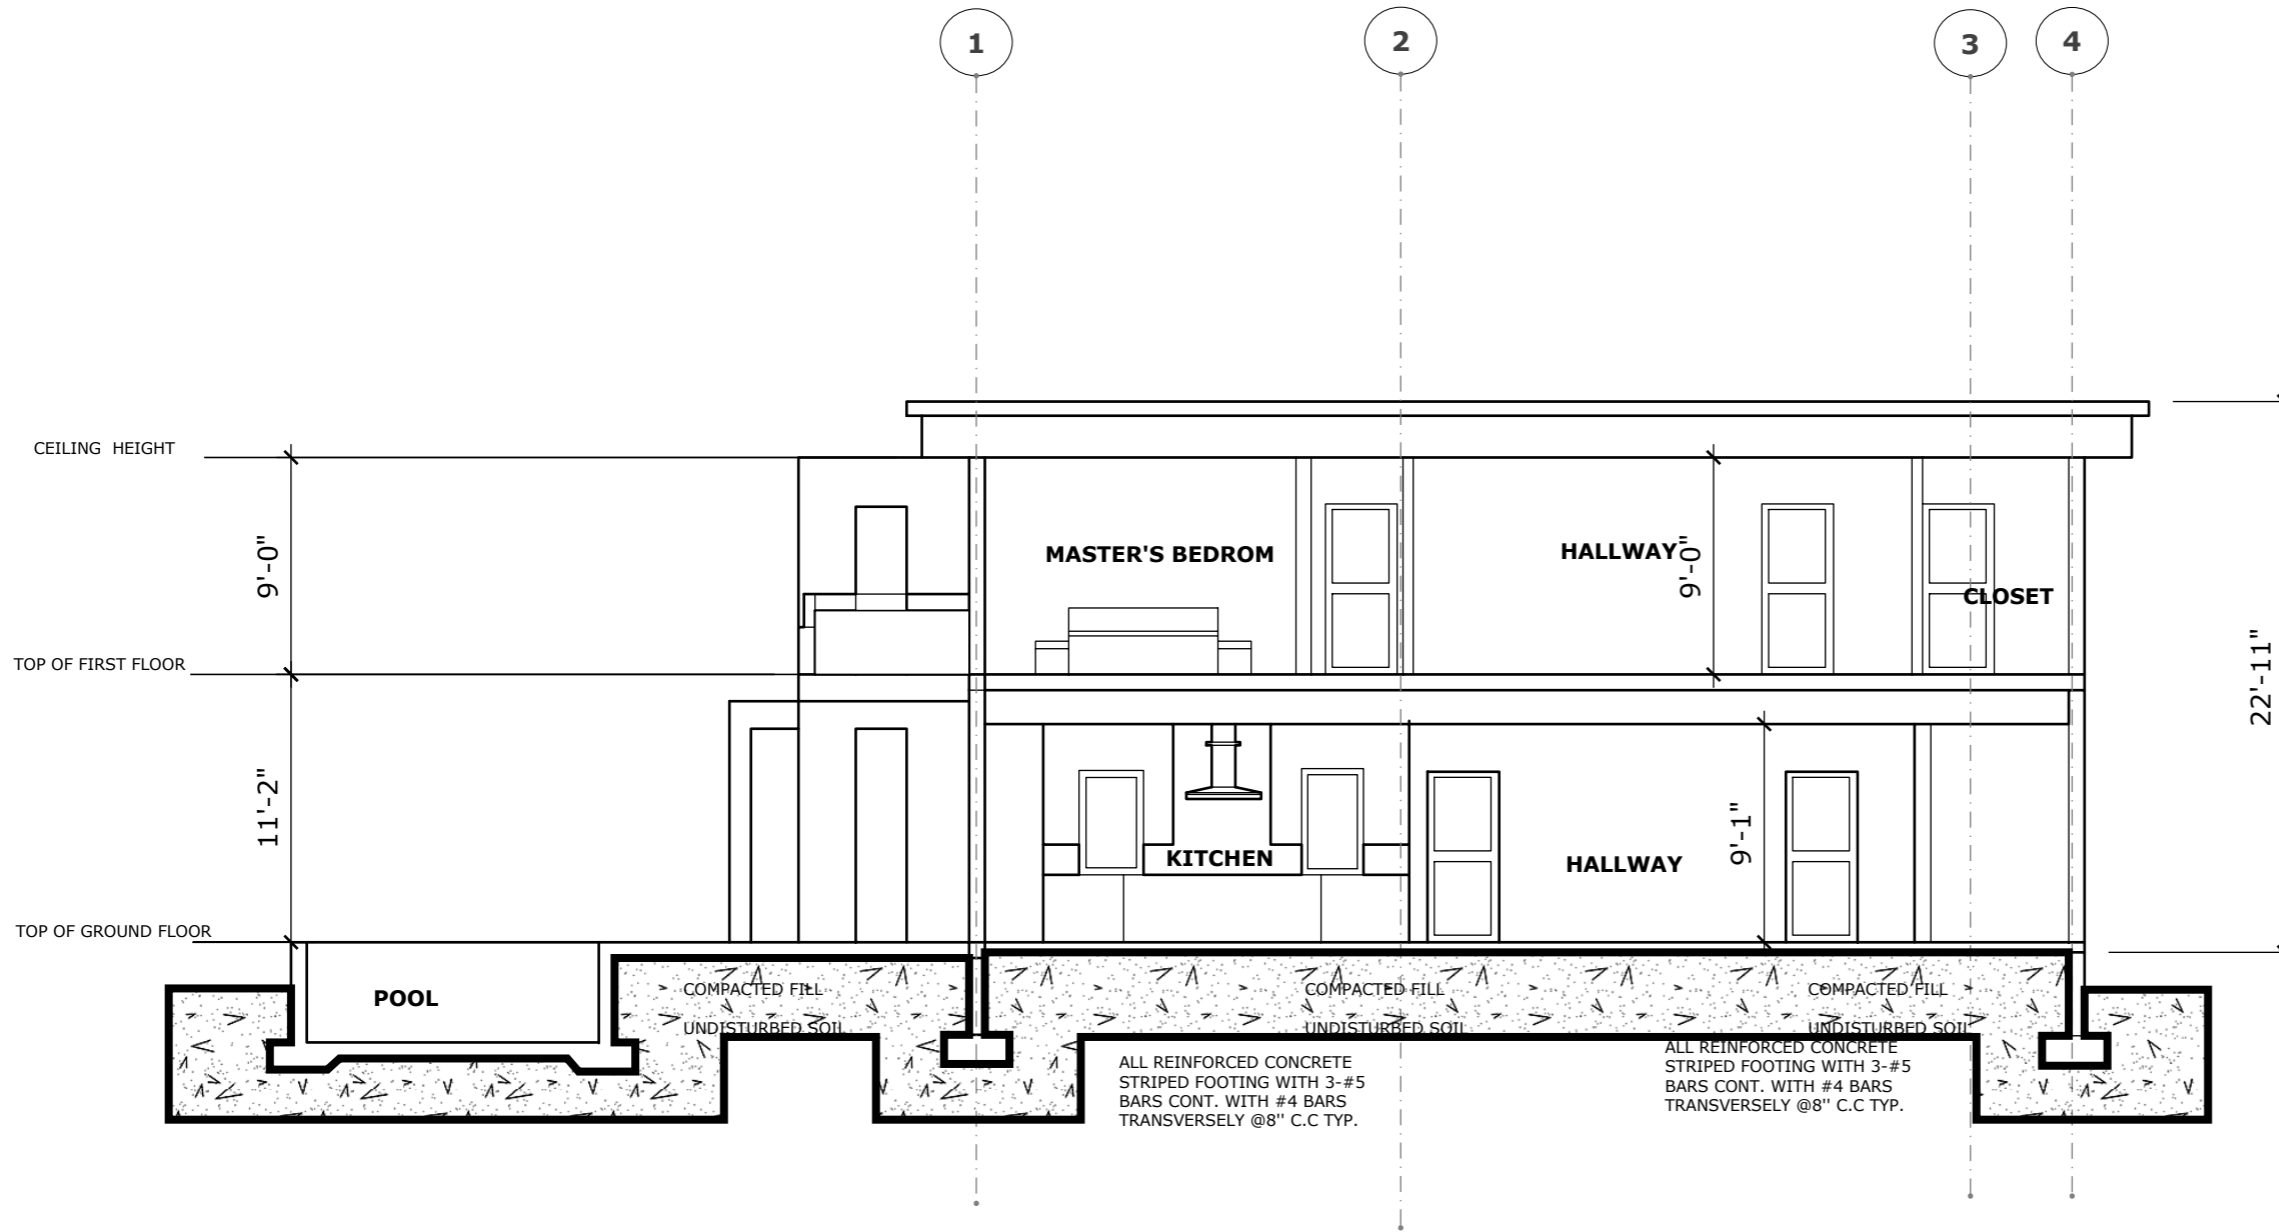 1
2
3
4
CEILING HEIGHT
9'-0"
MASTER'S BEDROM
HALLWAY
9'-0"
CLOSET
TOP OF FIRST FLOOR
22'-11"
11'-2"
KITCHEN
HALLWAY
9'-1"
TOP OF GROUND FLOOR
POOL
COMPACTED FILL
UNDISTURBED SOIL
COMPACTED FILL
UNDISTURBED SOIL
COMPACTED FILL
UNDISTURBED SOIL
ALL REINFORCED CONCRETE
STRIPED FOOTING WITH 3-#5
BARS CONT. WITH #4 BARS
TRANSVERSELY @8" C.C TYP.
ALL REINFORCED CONCRETE
STRIPED FOOTING WITH 3-#5
BARS CONT. WITH #4 BARS
TRANSVERSELY @8" C.C TYP.